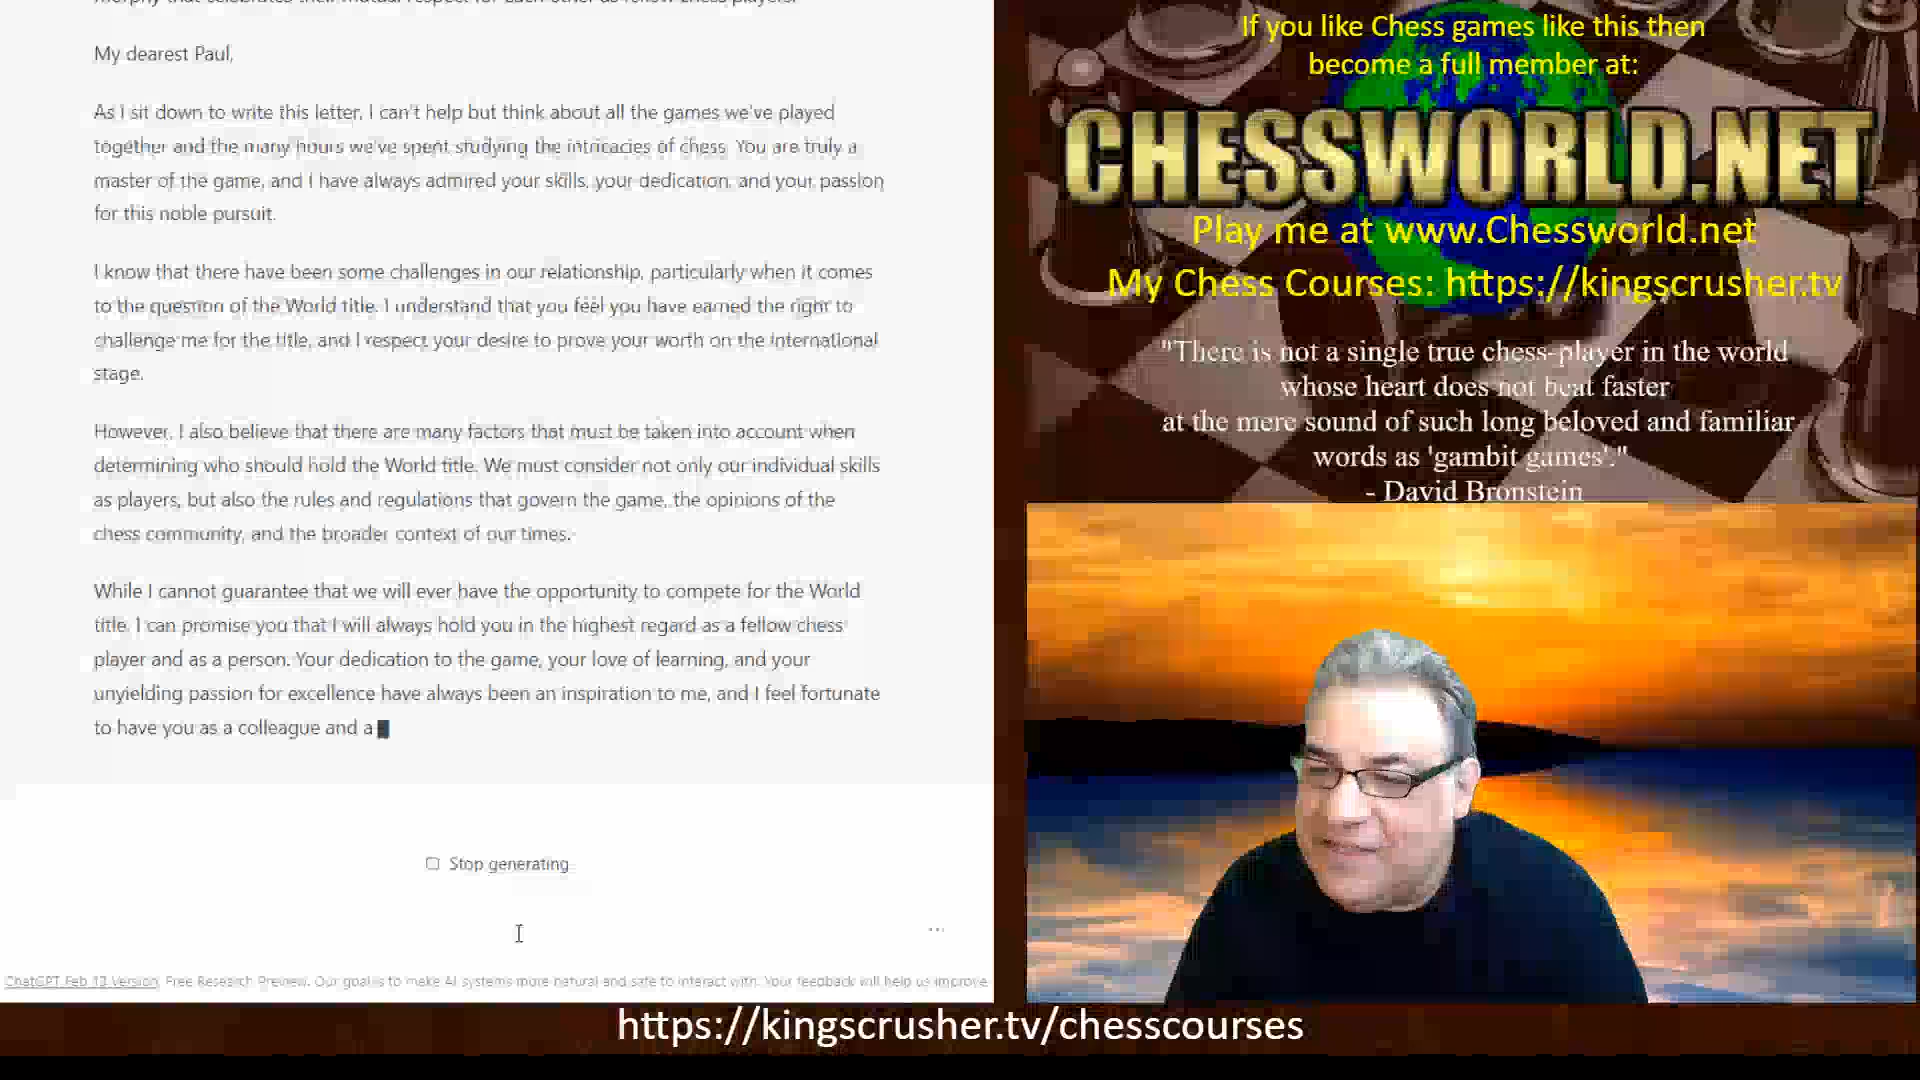 My dearest Paul,
As I sit down to write this letter, I can't help but think about all the games we've played
together and the many hours we've spent studying the intricacies of chess. You are truly a
master of the game, and I have always admired your skills, your dedication, and your passion
for this noble pursuit.
I know that there have been some challenges in our relationship, particularly when it comes
to the question of the World title. I understand that you feel you have earned the right to
challenge me for the title, and I respect your desire to prove your worth on the international
stage.
However, I also believe that there are many factors that must be taken into account when
determining who should hold the World title. We must consider not only our individual skills
as players, but also the rules and regulations that govern the game, the opinions of the
chess community, and the broader context of our times.
While I cannot guarantee that we will ever have the opportunity to compete for the World
title, I can promise you that I will always hold you in the highest regard as a fellow chess
player and as a person. Your dedication to the game, your love of learning, and your
unyielding passion for excellence have always been an inspiration to me, and I feel fortunate
to have you as a colleague and a
Stop generating
ChatGPT Feb 13 Version. Free Research Preview. Our goal is to make AI systems more natural and safe to interact with. Your feedback will help us improve
If you like Chess games like this then
become a full member at:
CHESSWORLD.NET
Play me at www.Chessworld.net
My Chess Courses: https://kingscrusher.tv
"There is not a single true chess-player in the world
whose heart does not beat faster
at the mere sound of such long beloved and familiar
words as 'gambit games'."
- David Bronstein
https://kingscrusher.tv/chesscourses